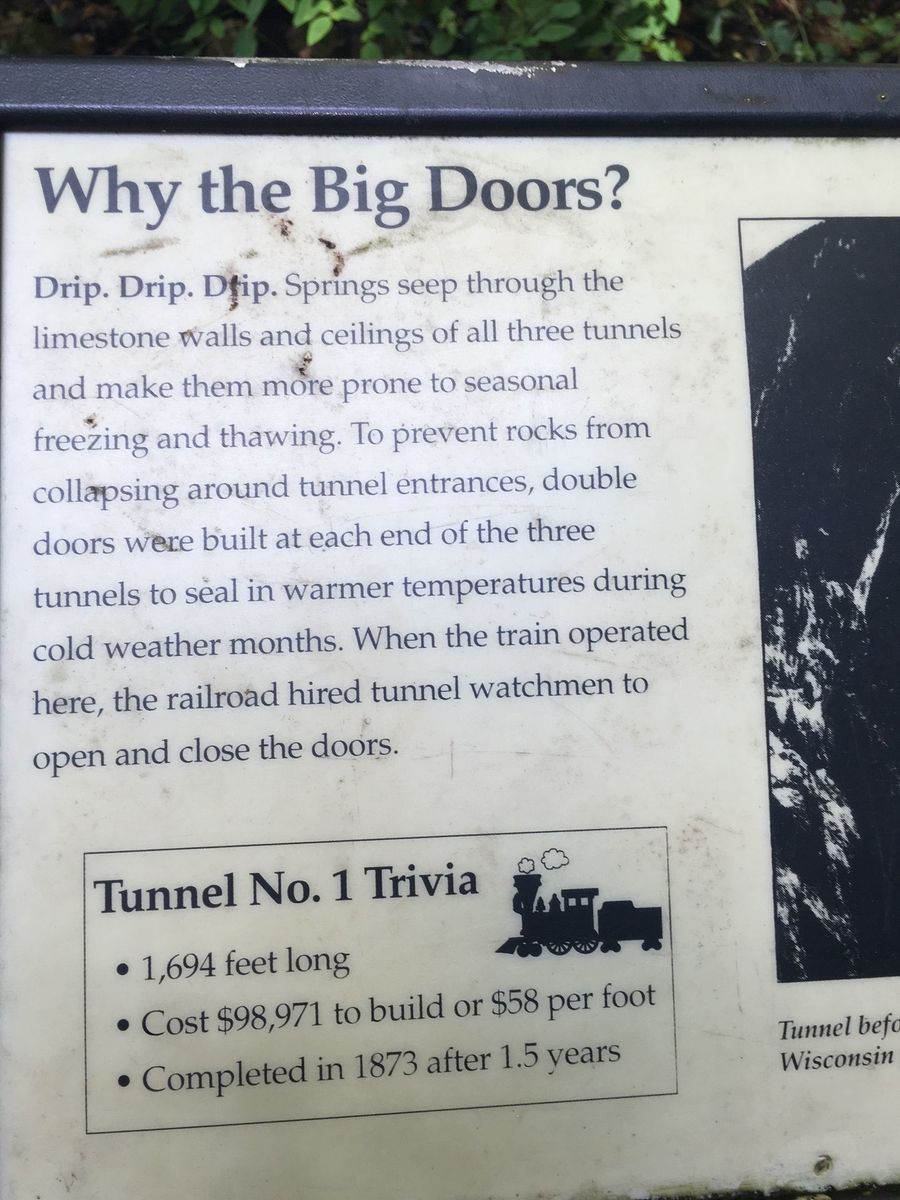 Why the Big Doors?
Drip. Drip. Drip. Springs seep through the
limestone walls and ceilings of all three tunnels
and make them more prone to seasonal
freezing and thawing. To prevent rocks from
collapsing around tunnel entrances, double
doors were built at each end of the three
tunnels to seal in warmer temperatures during
cold weather months. When the train operated
here, the railroad hired tunnel watchmen to
open and close the doors.
Tunnel No. 1 Trivia
• 1,694 feet long
• Cost $98,971 to build or $58 per foot
• Completed in 1873 after 1.5 years
Tunnel befo
Wisconsin